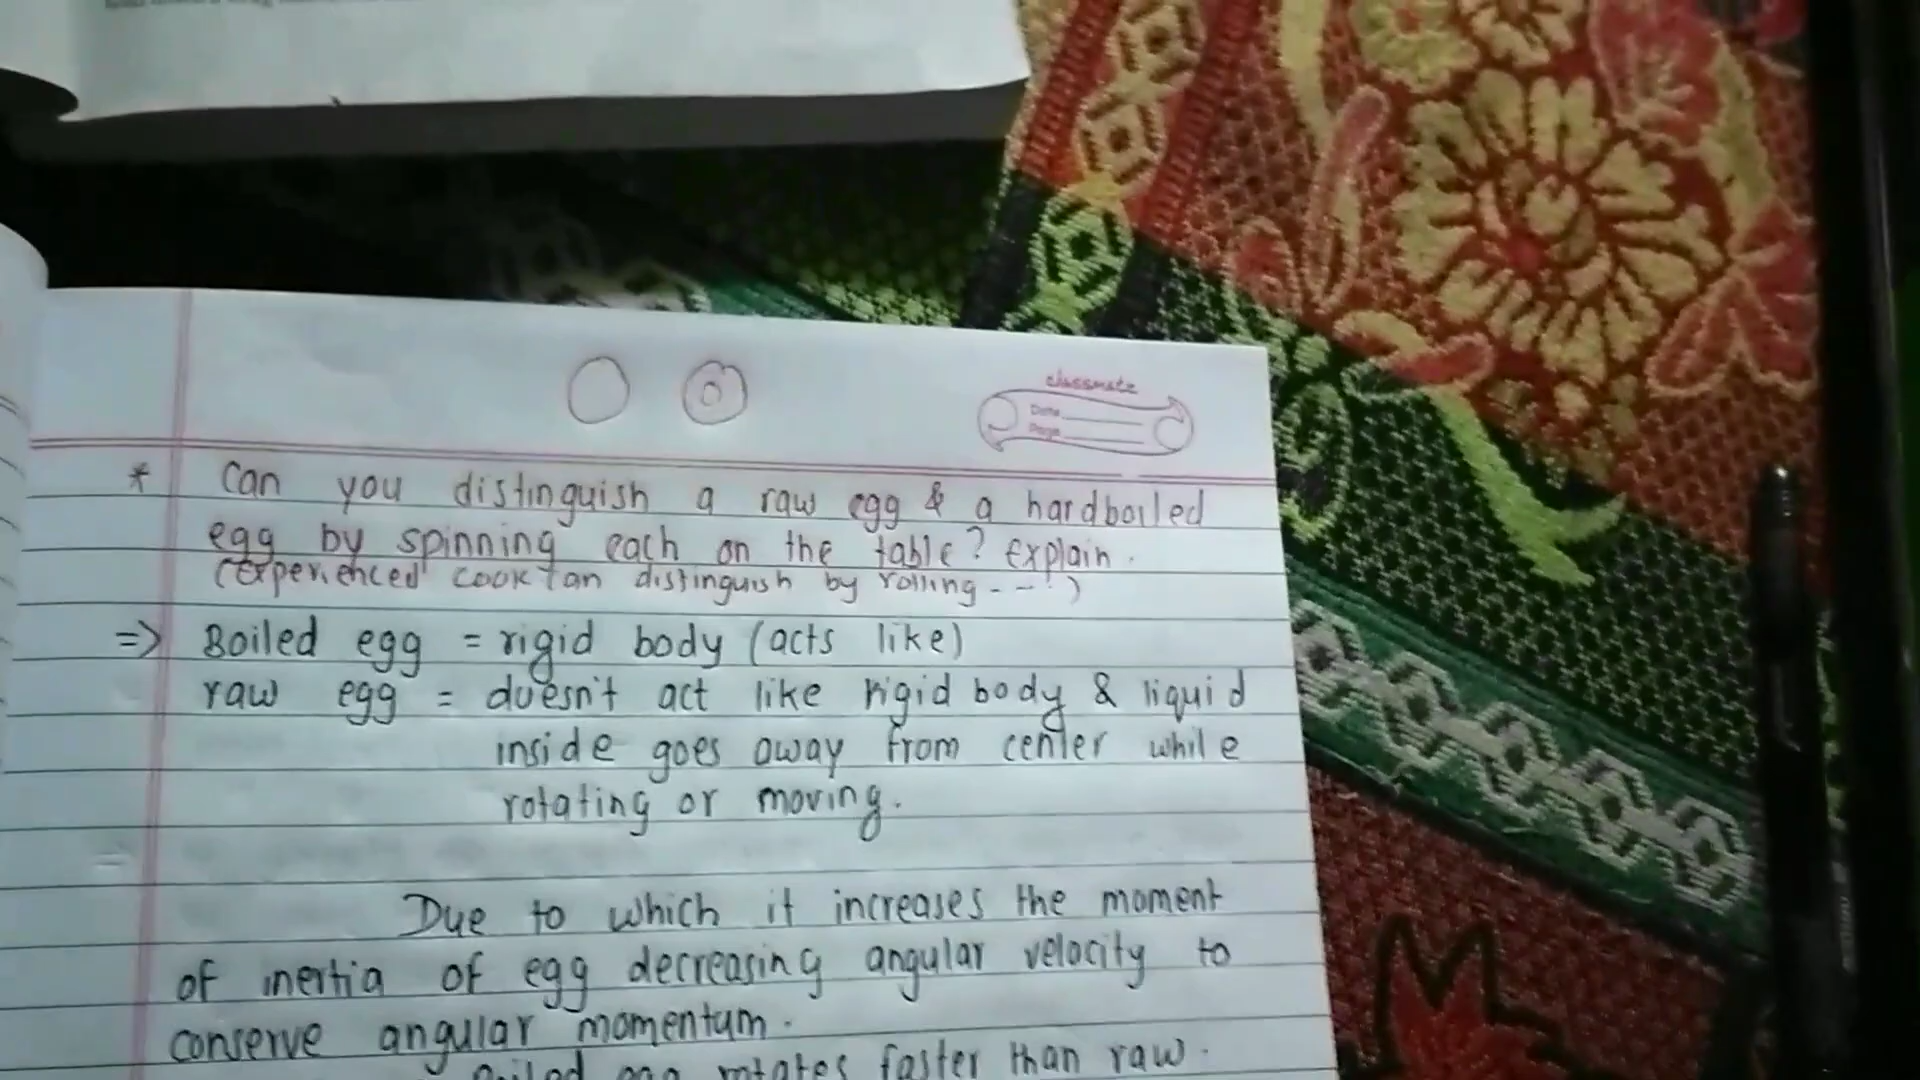 classmate
Date
Page
* Can you distinguish a raw egg & a hardboiled
egg by spinning each on the table? Explain.
(Experienced cook can distinguish by rolling - - ?)
=> Boiled egg = rigid body (acts like)
raw egg = doesn't act like rigid body & liquid
inside goes away from center while
rotating or moving.
Due to which it increases the moment
of inertia of egg decreasing angular velocity to
conserve angular momentum.
egg rotates faster than raw.